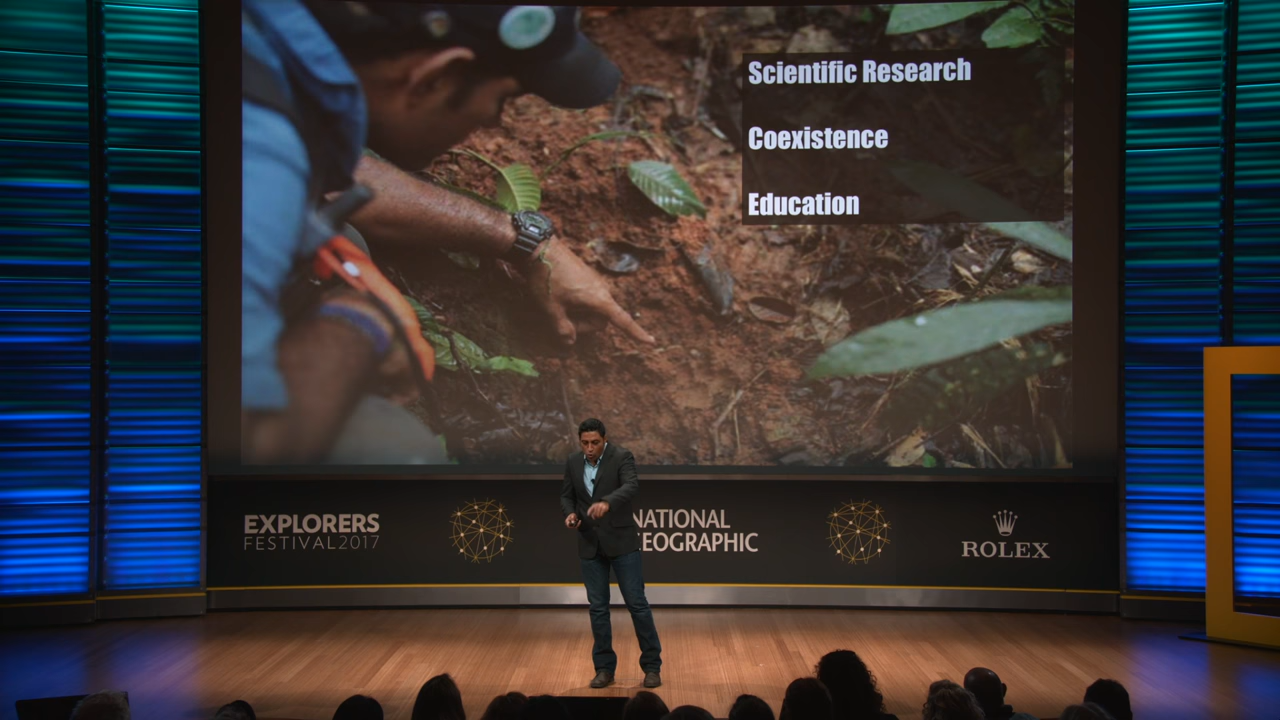 Scientific Research
Coexistence
Education
EXPLORERS
FESTIVAL2017
NATIONAL
GEOGRAPHIC
ROLEX